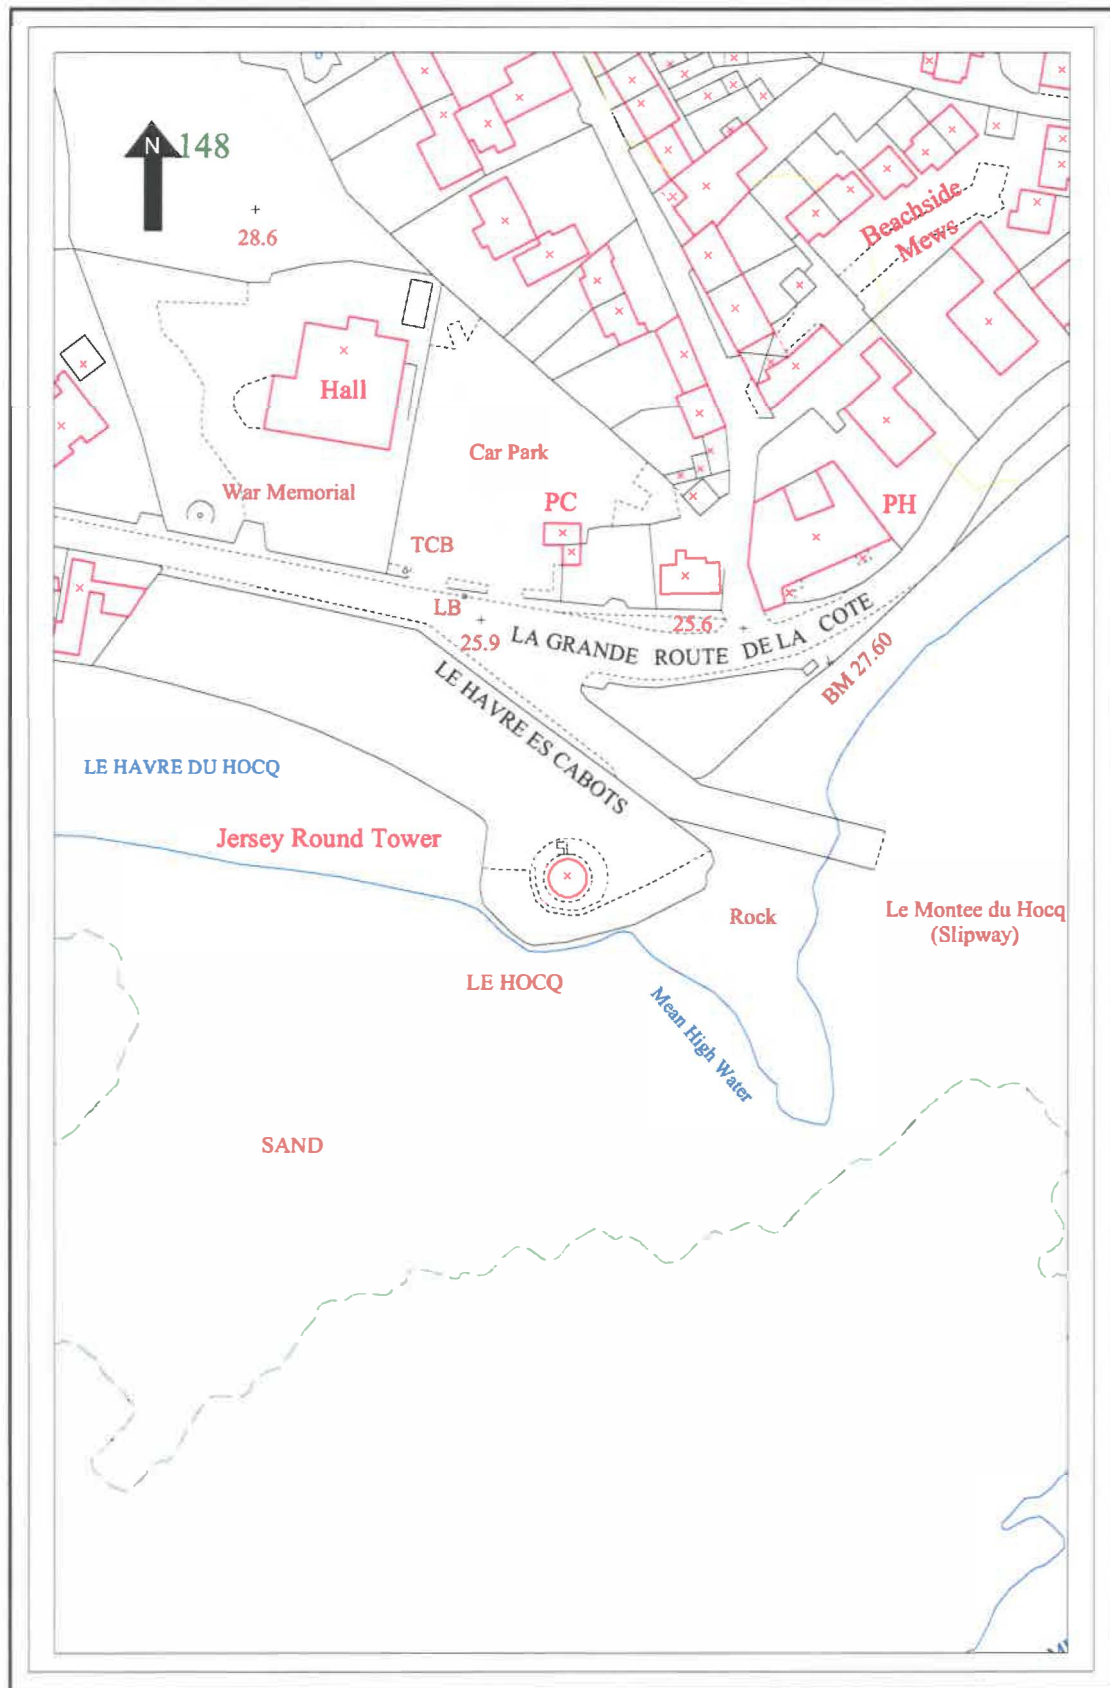 N
148
28.6
Beachside
Mews
Hall
Car Park
War Memorial
PC
PH
TCB
LB
25.9
25.6
LA GRANDE ROUTE DE LA COTE
BM 27.60
LE HAVRE ES CABOTS
LE HAVRE DU HOCQ
Jersey Round Tower
Rock
Le Montee du Hocq
(Slipway)
LE HOCQ
Mean High Water
SAND